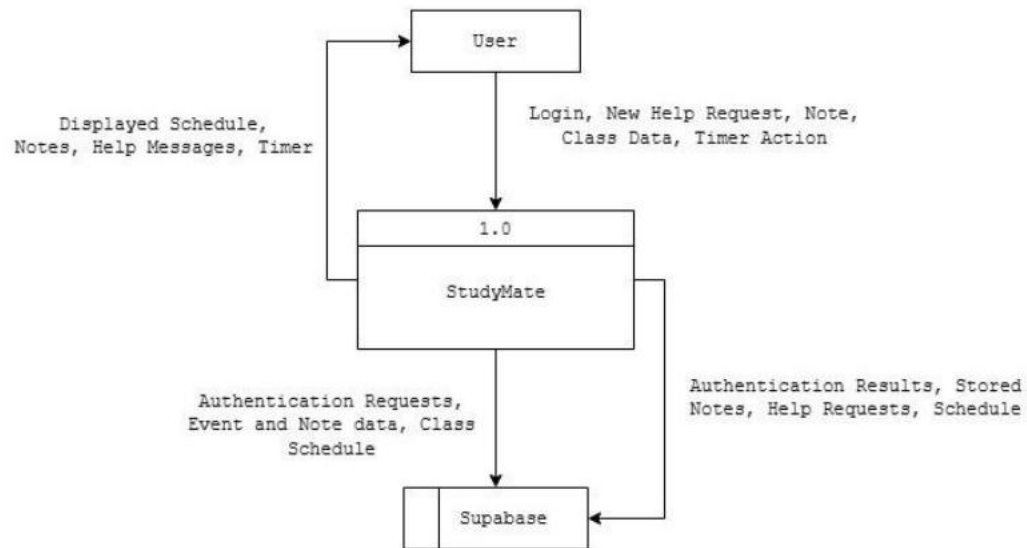 User
Login, New Help Request, Note,
Class Data, Timer Action
Displayed Schedule,
Notes, Help Messages, Timer
1.0
StudyMate
Authentication Requests,
Event and Note data, Class
Schedule
Authentication Results, Stored
Notes, Help Requests, Schedule
Supabase